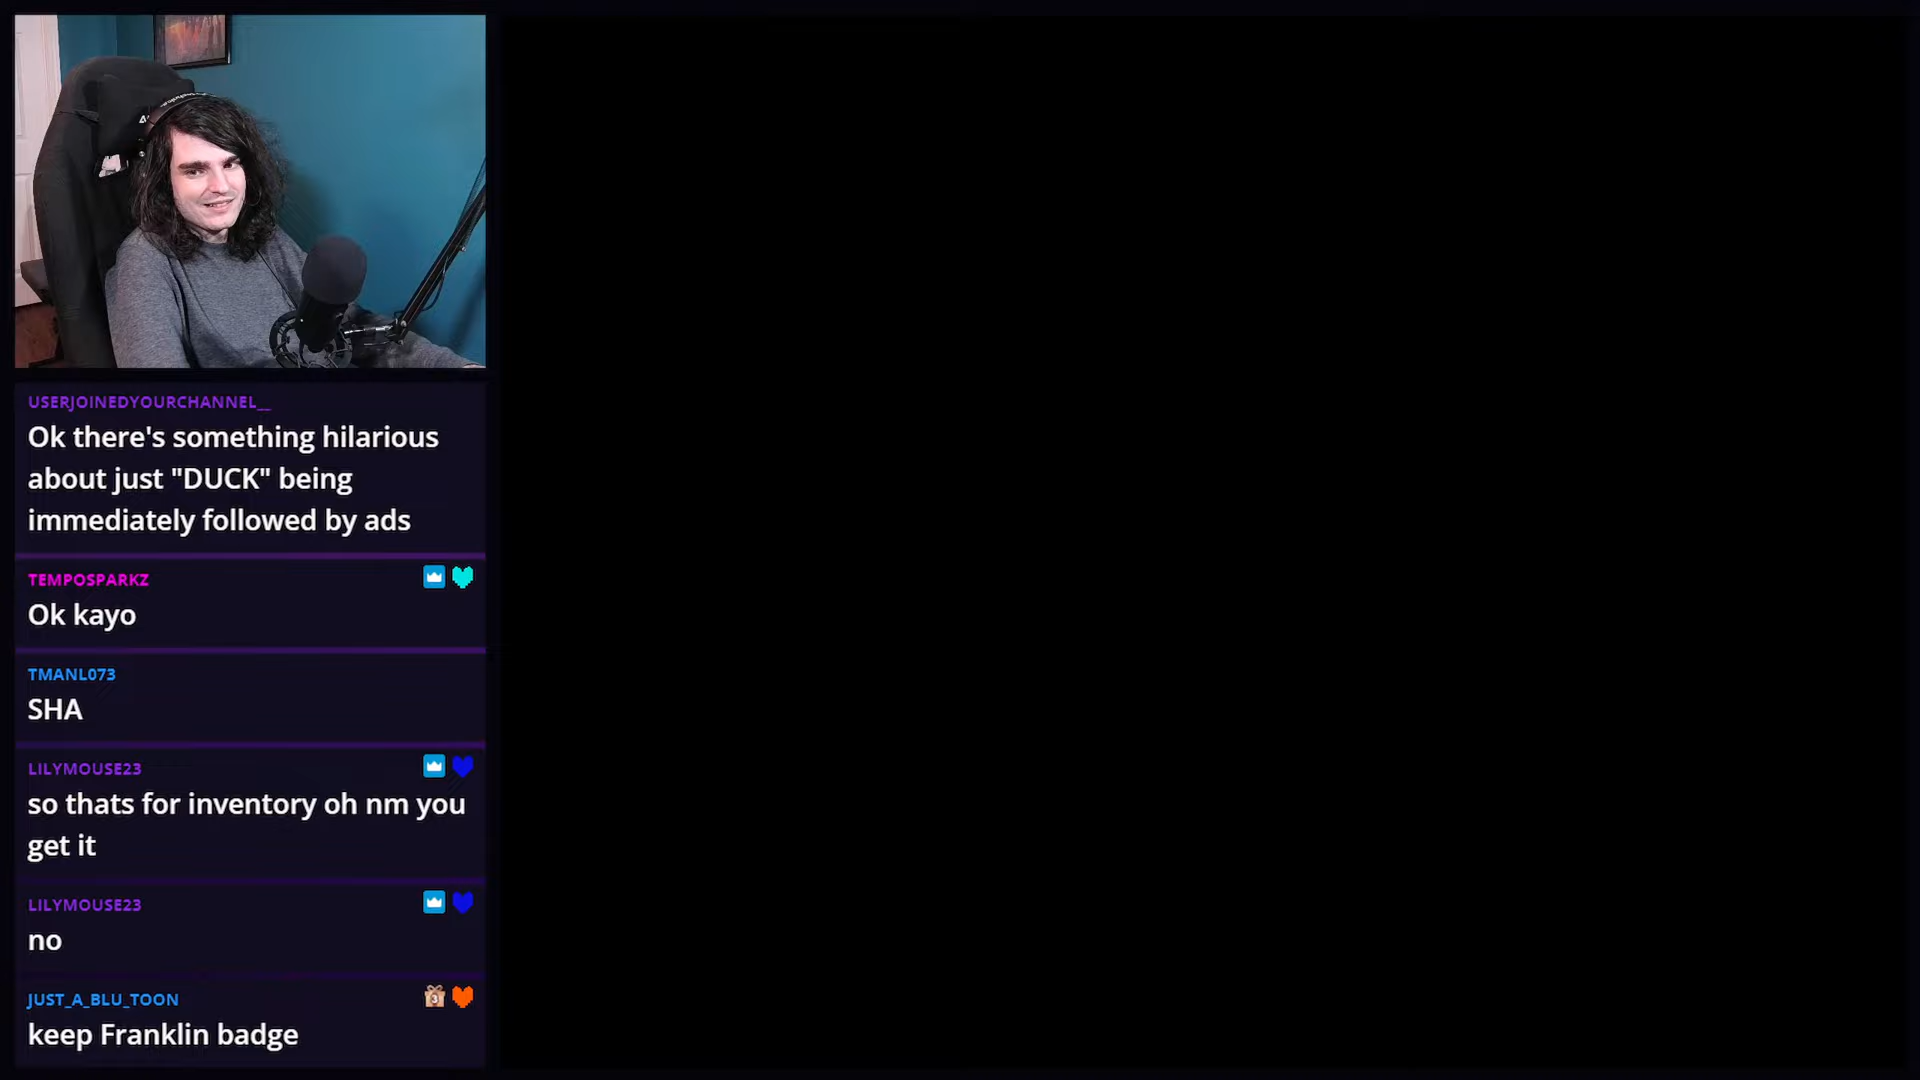 USERJOINEDYOURCHANNEL__
Ok there's something hilarious
about just "DUCK" being
immediately followed by ads
TEMPOSPARKZ
Ok kayo
TMANL073
SHA
LILYMOUSE23
so thats for inventory oh nm you
get it
LILYMOUSE23
no
JUST_A_BLU_TOON
keep Franklin badge